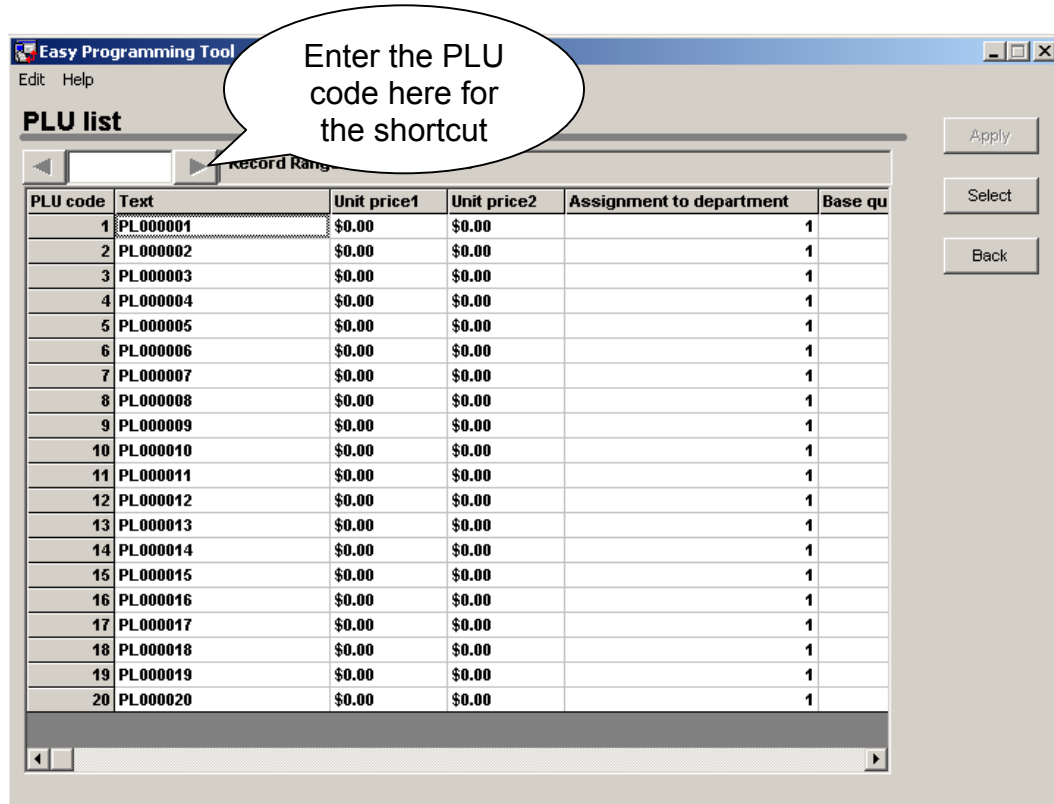 Easy Programming Tool
Enter the PLU
code here for
the shortcut
Edit Help
PLU list
Apply
Select
Back
PLU code Text Unit price1 Unit price2 Assignment to department Base qu
1 PL000001 $0.00 $0.00 1
2 PL000002 $0.00 $0.00 1
3 PL000003 $0.00 $0.00 1
4 PL000004 $0.00 $0.00 1
5 PL000005 $0.00 $0.00 1
6 PL000006 $0.00 $0.00 1
7 PL000007 $0.00 $0.00 1
8 PL000008 $0.00 $0.00 1
9 PL000009 $0.00 $0.00 1
10 PL000010 $0.00 $0.00 1
11 PL000011 $0.00 $0.00 1
12 PL000012 $0.00 $0.00 1
13 PL000013 $0.00 $0.00 1
14 PL000014 $0.00 $0.00 1
15 PL000015 $0.00 $0.00 1
16 PL000016 $0.00 $0.00 1
17 PL000017 $0.00 $0.00 1
18 PL000018 $0.00 $0.00 1
19 PL000019 $0.00 $0.00 1
20 PL000020 $0.00 $0.00 1